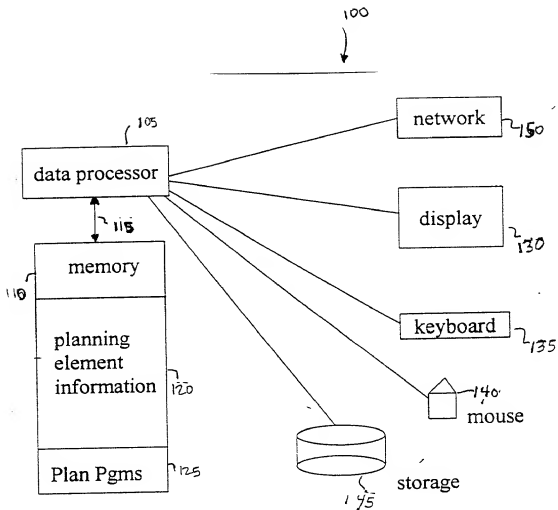 100
105
network
150
data processor
display
130
115
memory
110
planning
element
information
120
keyboard
135
140
mouse
Plan Pgms
125
storage
145